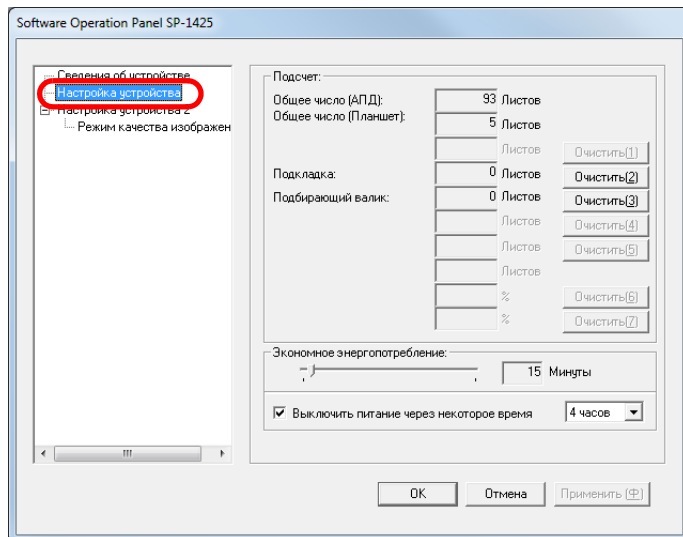 Software Operation Panel SP-1425
Сведения об устройстве
Настройка устройства
Настройка устройства 2
Режим качества изображен
Подсчет:
Общее число (АПД): 93 Листов
Общее число (Планшет): 5 Листов
Листов Очистить(1)
Подкладка: 0 Листов Очистить(2)
Подбирающий валик: 0 Листов Очистить(3)
Листов Очистить(4)
Листов Очистить(5)
Листов
% Очистить(6)
% Очистить(7)
Экономное энергопотребление:
15 Минуты
Выключить питание через некоторое время 4 часов
OK Отмена Применить (中)